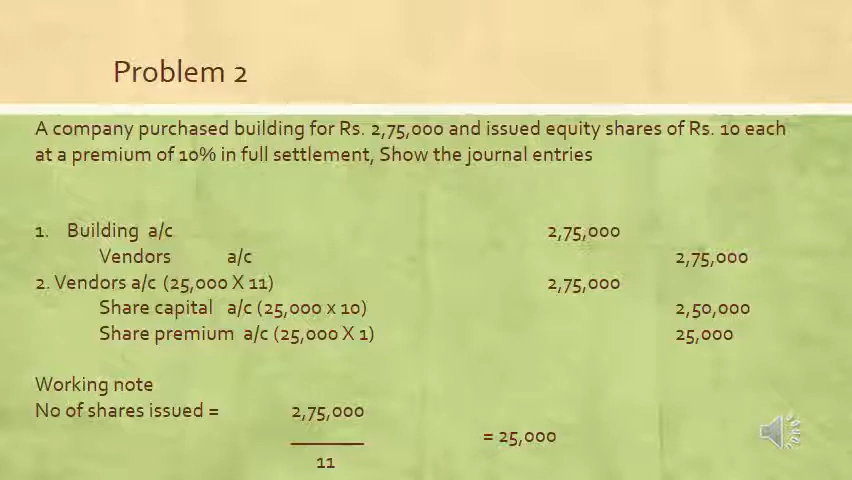 Problem 2
A company purchased building for Rs. 2,75,000 and issued equity shares of Rs. 10 each
at a premium of 10% in full settlement, Show the journal entries
1. Building a/c 2,75,000
Vendors a/c 2,75,000
2. Vendors a/c (25,000 X 11) 2,75,000
Share capital a/c (25,000 x 10) 2,50,000
Share premium a/c (25,000 X 1) 25,000
Working note
No of shares issued = 2,75,000
= 25,000
11